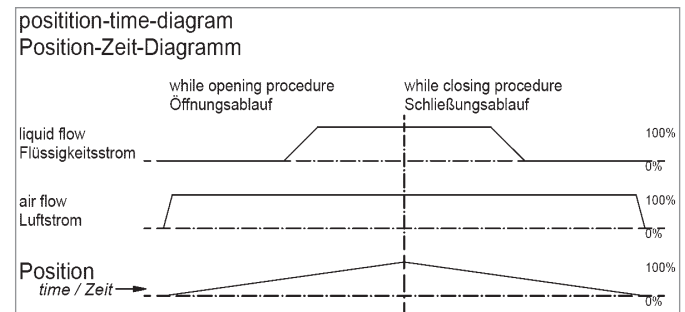 positition-time-diagram
Position-Zeit-Diagramm
while opening procedure
Öffnungsablauf
while closing procedure
Schließungsablauf
liquid flow
Flüssigkeitsstrom
100%
0%
air flow
Luftstrom
100%
0%
Position
time / Zeit
100%
0%